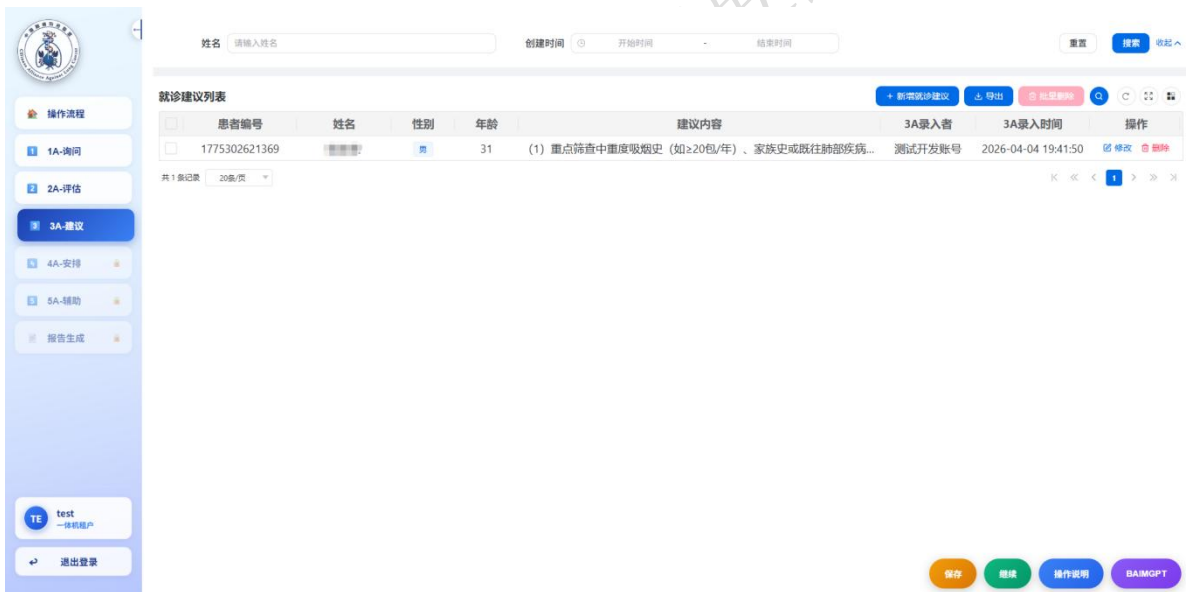 姓名 请输入姓名 创建时间 开始时间 - 结束时间 重置 搜索 收起
就诊建议列表 + 新增就诊建议 导出 批量删除
患者编号 姓名 性别 年龄 建议内容 3A录入者 3A录入时间 操作
1775302621369 男 31 (1) 重点筛查中重度吸烟史（如≥20包/年）、家族史或既往肺部疾病... 测试开发账号 2026-04-04 19:41:50 修改 删除
共 1 条记录 20条/页 1
操作流程
1 1A-询问
2 2A-评估
3 3A-建议
4 4A-安排
5 5A-辅助
报告生成
TE test
一体机租户
退出登录
保存 继续 操作说明 BAIMGPT